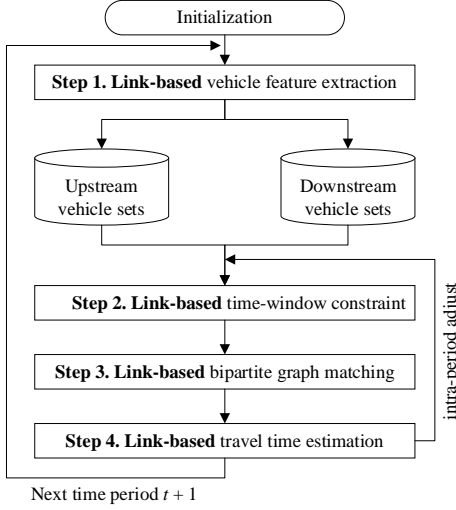 Initialization
Step 1. Link-based vehicle feature extraction
Upstream
vehicle sets
Downstream
vehicle sets
Step 2. Link-based time-window constraint
Step 3. Link-based bipartite graph matching
Step 4. Link-based travel time estimation
intra-period adjust
Next time period t + 1